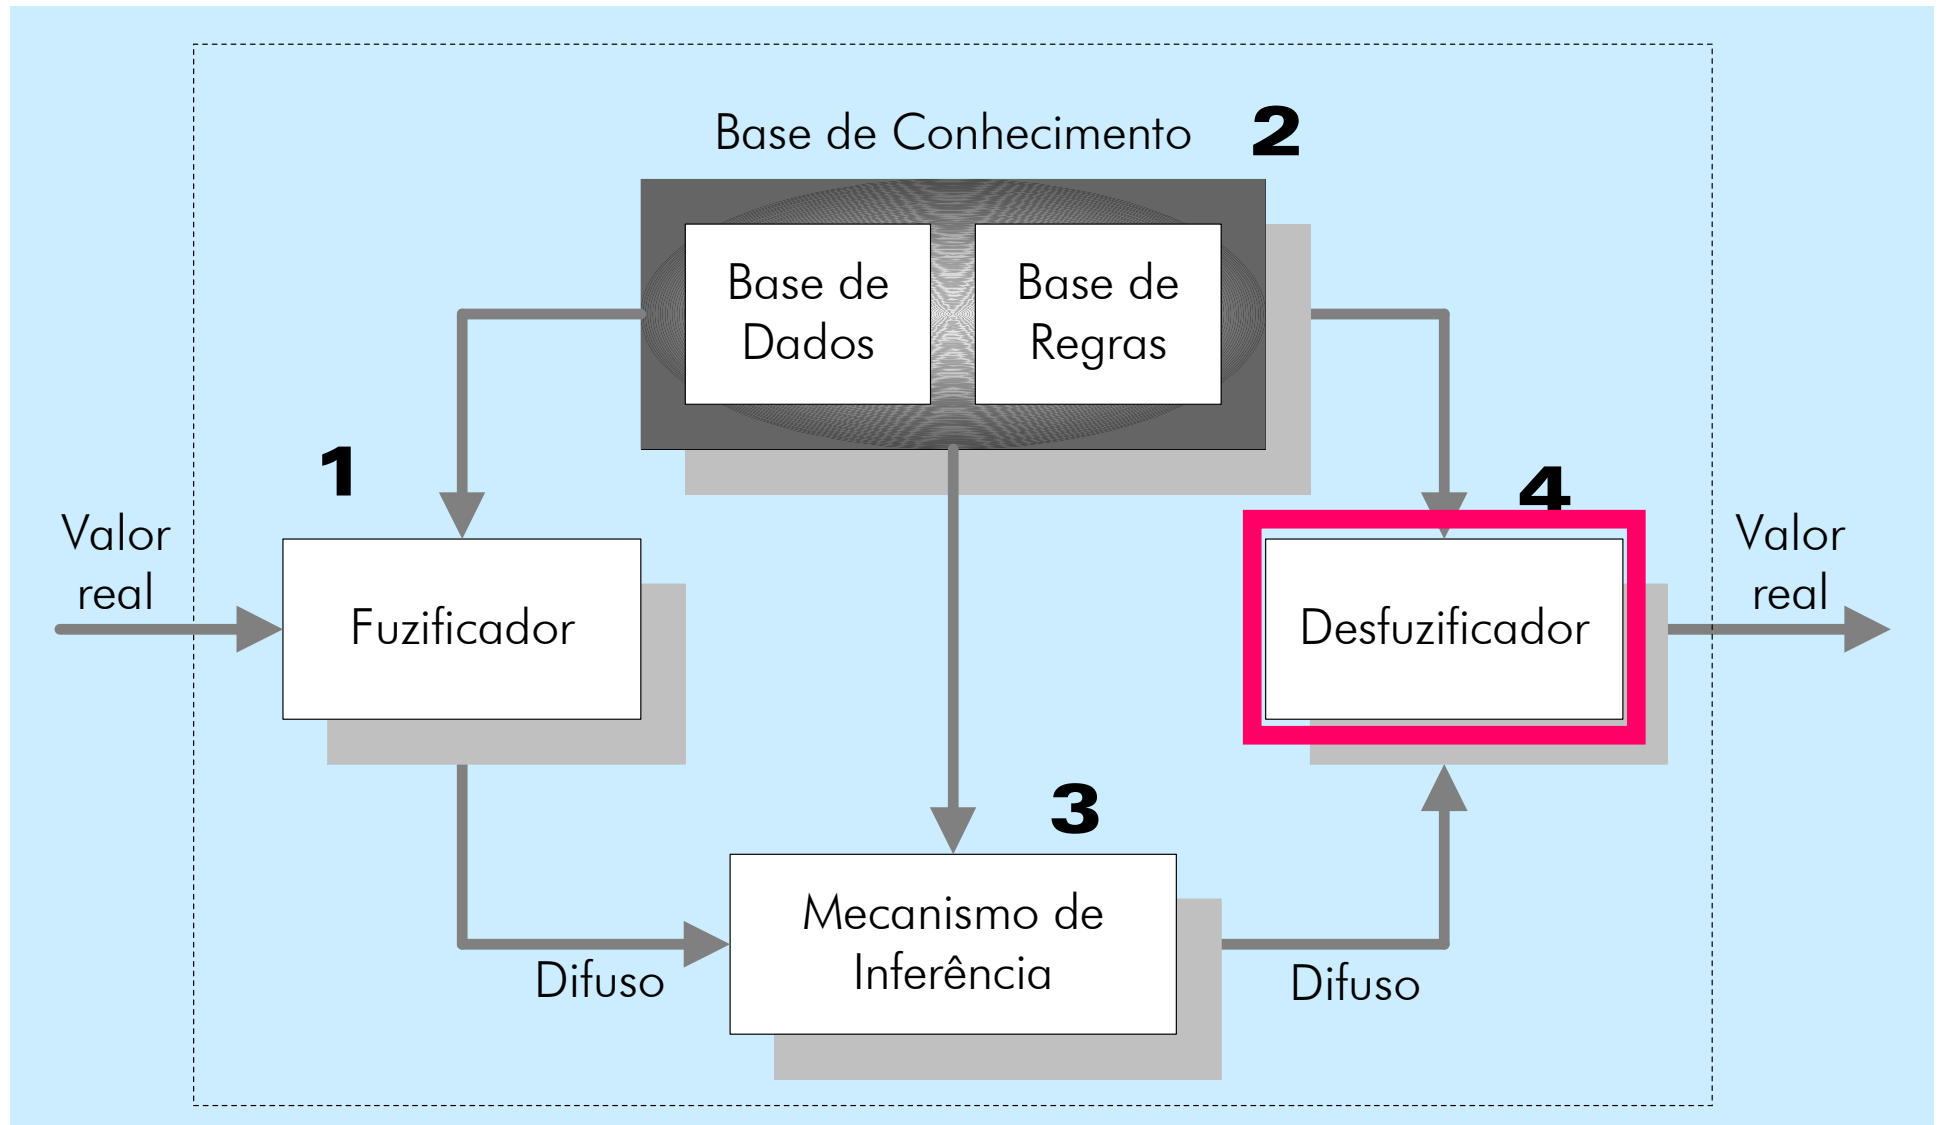 Base de Conhecimento 2
Base de
Dados
Base de
Regras
1
4
Valor
real
Fuzificador
Desfuzificador
Valor
real
3
Mecanismo de
Inferência
Difuso
Difuso